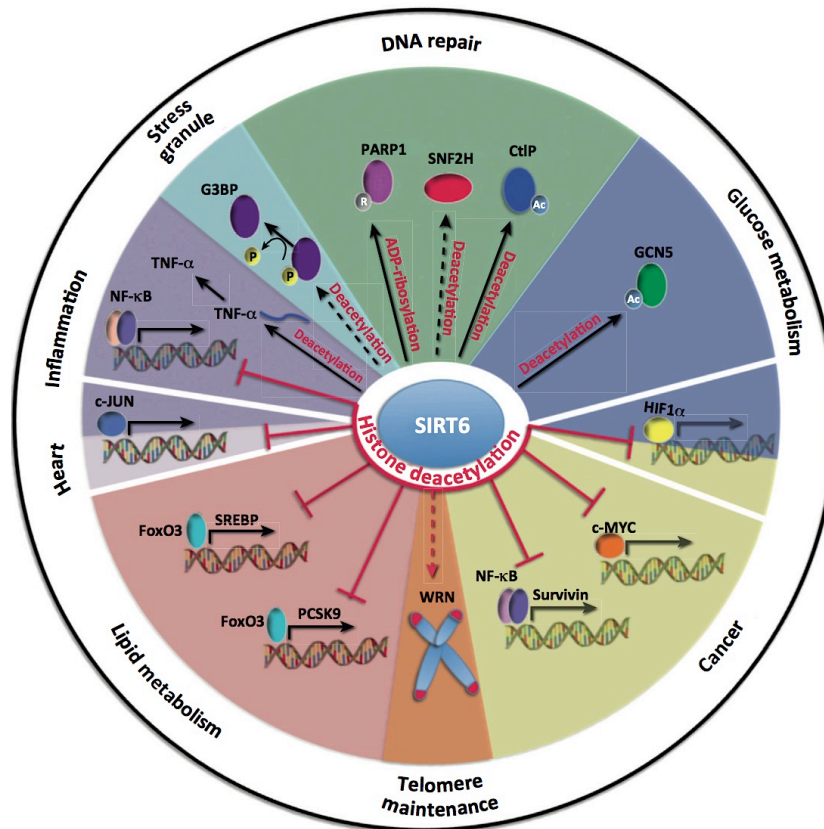 DNA repair
Stress
granule
Glucose metabolism
Inflammation
Heart
Lipid metabolism
Telomere
maintenance
Cancer
PARP1
R
ADP-ribosylation
SNF2H
Deacetylation
CtIP
Ac
Deacetylation
G3BP
P
P
Deacetylation
GCN5
Ac
Deacetylation
TNF-α
TNF-α
Deacetylation
NF-κB
c-JUN
SIRT6
Histone deacetylation
HIF1α
c-MYC
NF-κB
Survivin
WRN
FoxO3
SREBP
FoxO3
PCSK9